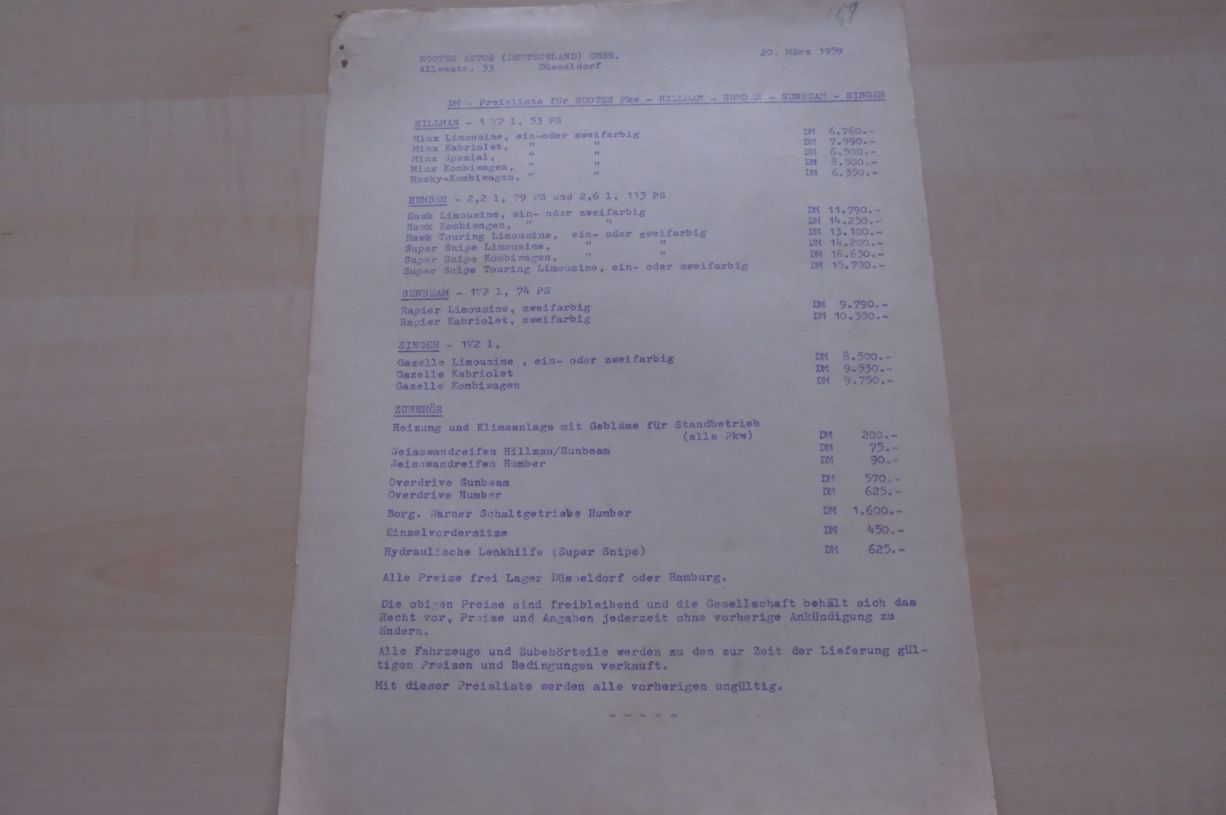 59
ROOTES AUTOS (DEUTSCHLAND) GMBH. 20. März 1959
Alleestr. 33 Düsseldorf
DM - Preisliste für ROOTES Pkw - HILLMAN - HUMBER - SUNBEAM - SINGER
HILLMAN - 1 1/2 l, 53 PS
Minx Limousine, ein-oder zweifarbig DM 6.760.-
Minx Kabriolet, " " DM 7.990.-
Minx Spezial, " " DM 6.500.-
Minx Kombiwagen, " " DM 8.500.-
Husky-Kombiwagen, " " DM 6.350.-
HUMBER - 2,2 l, 79 PS und 2,6 l, 113 PS
Hawk Limousine, ein- oder zweifarbig DM 11.790.-
Hawk Kombiwagen, " " DM 14.250.-
Hawk Touring Limousine, ein- oder zweifarbig DM 13.100.-
Super Snipe Limousine, " " DM 14.200.-
Super Snipe Kombiwagen, " " DM 16.650.-
Super Snipe Touring Limousine, ein- oder zweifarbig DM 15.700.-
SUNBEAM - 1 1/2 l, 74 PS
Rapier Limousine, zweifarbig DM 9.790.-
Rapier Kabriolet, zweifarbig DM 10.350.-
SINGER - 1 1/2 l,
Gazelle Limousine , ein- oder zweifarbig DM 8.500.-
Gazelle Kabriolet DM 9.530.-
Gazelle Kombiwagen DM 9.750.-
ZUBEHÖR
Heizung und Klimaanlage mit Gebläse für Standbetrieb
(alle Pkw) DM 200.-
Weisswandreifen Hillman/Sunbeam DM 75.-
Weisswandreifen Humber DM 90.-
Overdrive Sunbeam DM 570.-
Overdrive Humber DM 625.-
Borg. Warner Schaltgetriebe Humber DM 1.600.-
Einzelvordersitze DM 450.-
Hydraulische Lenkhilfe (Super Snipe) DM 625.-
Alle Preise frei Lager Düsseldorf oder Hamburg.
Die obigen Preise sind freibleibend und die Gesellschaft behält sich das
Recht vor, Preise und Angaben jederzeit ohne vorherige Ankündigung zu
ändern.
Alle Fahrzeuge und Zubehörteile werden zu den zur Zeit der Lieferung gül-
tigen Preisen und Bedingungen verkauft.
Mit dieser Preisliste werden alle vorherigen ungültig.
- - - - -